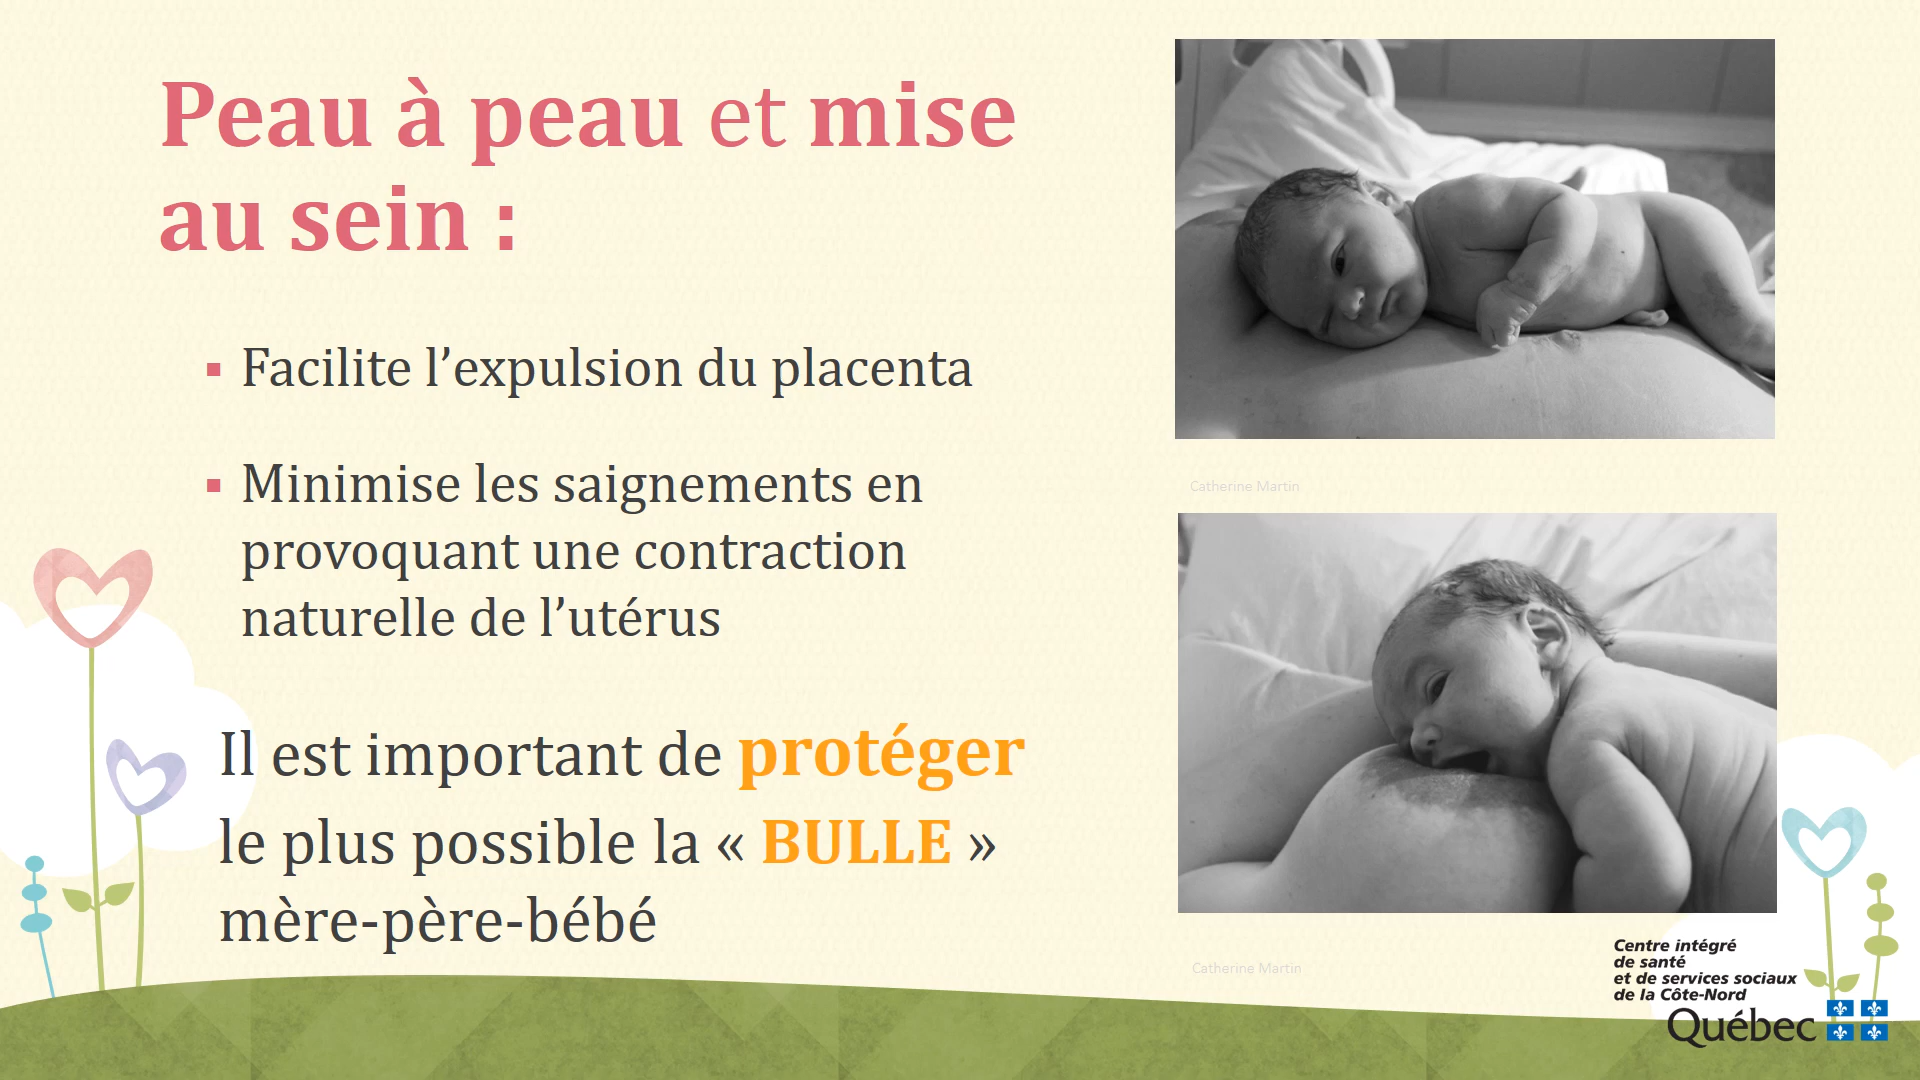 Peau à peau et mise
au sein :
▪ Facilite l’expulsion du placenta
▪ Minimise les saignements en
provoquant une contraction
naturelle de l’utérus
Il est important de protéger
le plus possible la « BULLE »
mère-père-bébé
Catherine Martin
Catherine Martin
Centre intégré
de santé
et de services sociaux
de la Côte-Nord
Québec